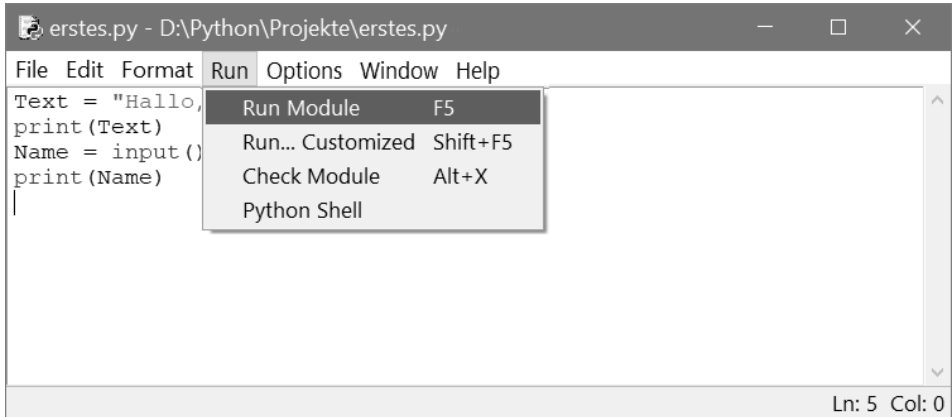 erstes.py - D:\Python\Projekte\erstes.py
File Edit Format Run Options Window Help
Text = "Hallo,
print(Text)
Name = input()
print(Name)
Run Module F5
Run... Customized Shift+F5
Check Module Alt+X
Python Shell
Ln: 5 Col: 0